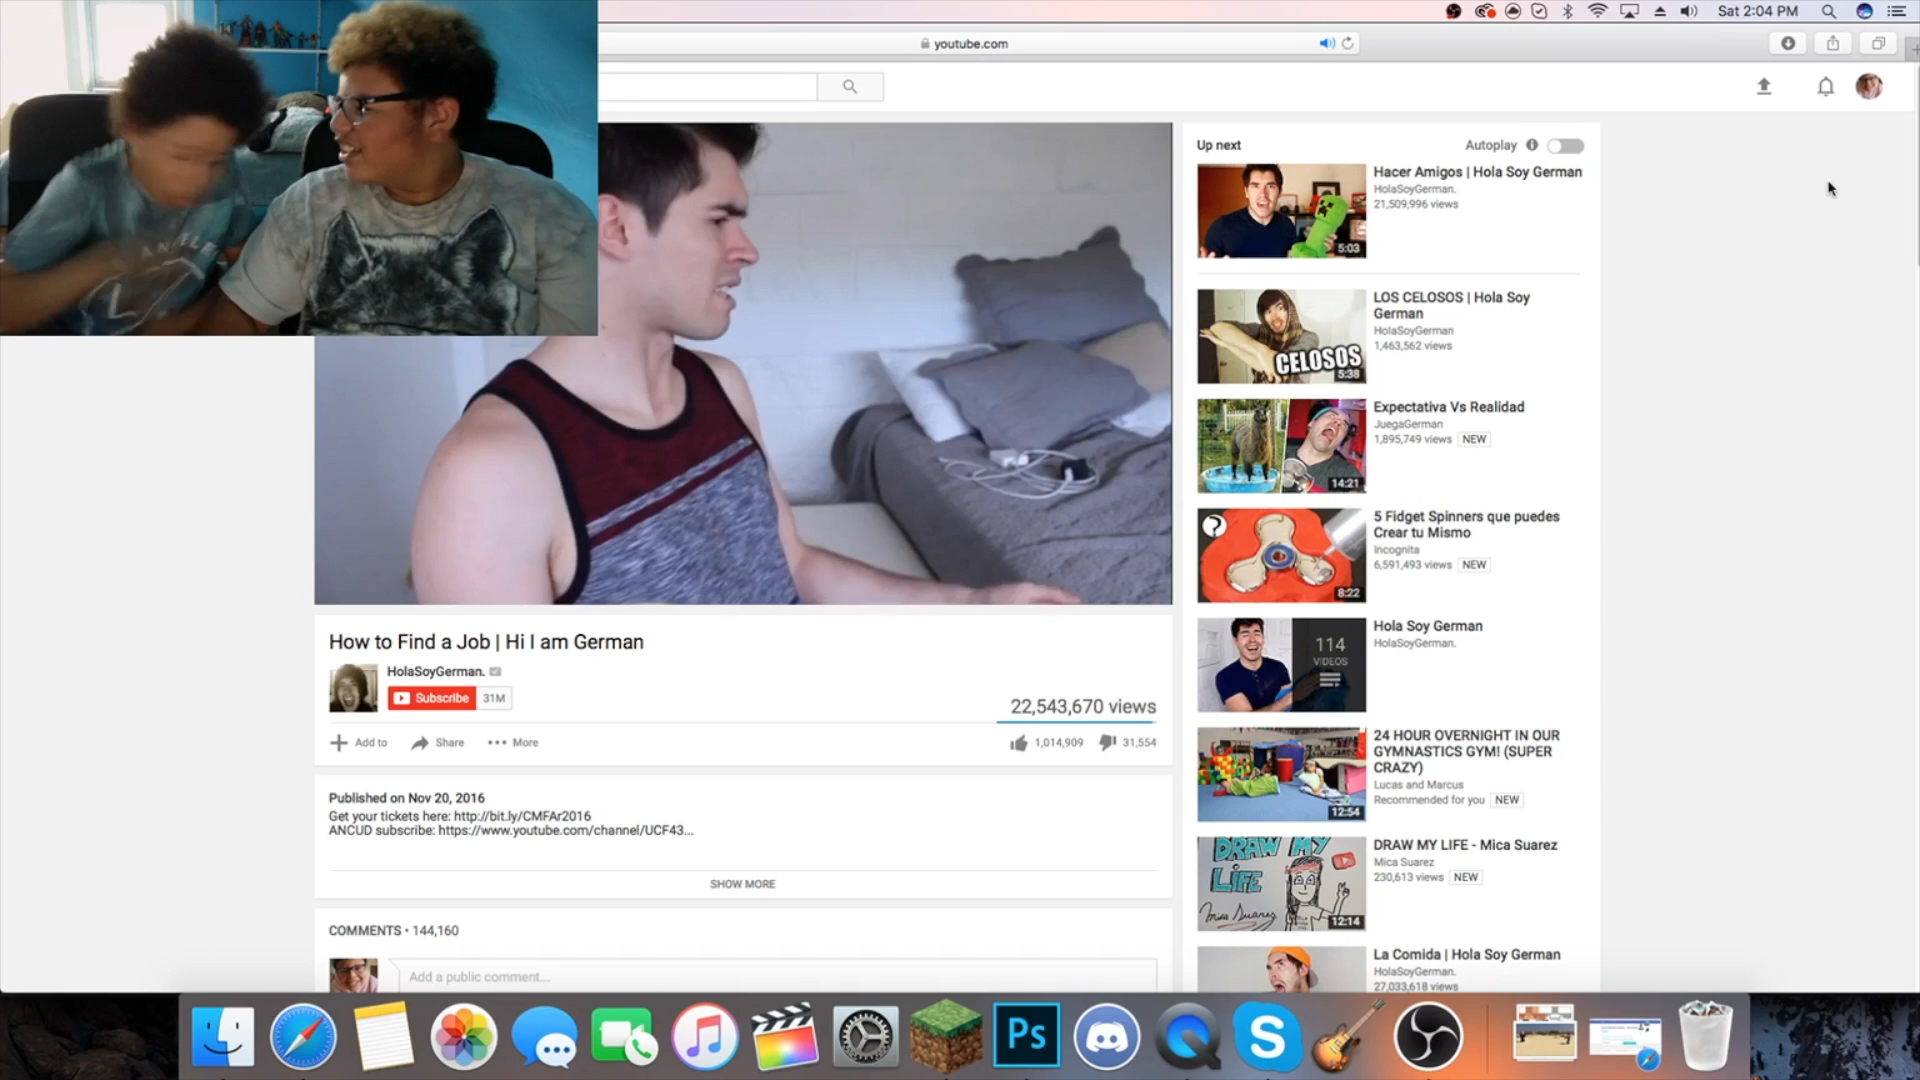 Sat 2:04 PM
youtube.com
Up next
Autoplay
Hacer Amigos | Hola Soy German
HolaSoyGerman.
21,509,996 views
5:03
LOS CELOSOS | Hola Soy
German
HolaSoyGerman
1,463,562 views
CELOSOS
5:38
Expectativa Vs Realidad
JuegaGerman
1,895,749 views NEW
14:21
5 Fidget Spinners que puedes
Crear tu Mismo
Incognita
6,591,493 views NEW
8:22
Hola Soy German
HolaSoyGerman.
114
VIDEOS
24 HOUR OVERNIGHT IN OUR
GYMNASTICS GYM! (SUPER
CRAZY)
Lucas and Marcus
Recommended for you NEW
12:54
DRAW MY LIFE - Mica Suarez
Mica Suarez
230,613 views NEW
DRAW MY
LIFE
Mica Suarez
12:14
La Comida | Hola Soy German
HolaSoyGerman.
27,033,618 views
How to Find a Job | Hi I am German
HolaSoyGerman.
Subscribe 31M
22,543,670 views
Add to Share More
1,014,909 31,554
Published on Nov 20, 2016
Get your tickets here: http://bit.ly/CMFAr2016
ANCUD subscribe: https://www.youtube.com/channel/UCF43...
SHOW MORE
COMMENTS • 144,160
Add a public comment...
Ps